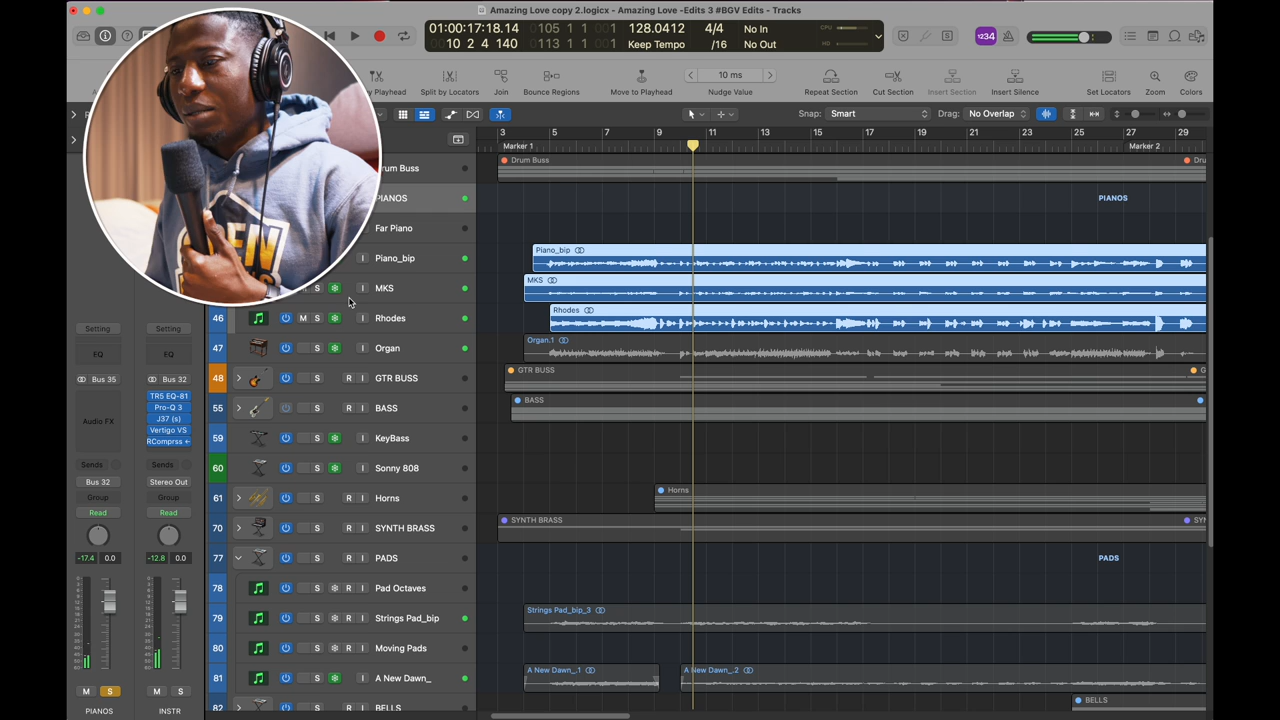 Amazing Love copy 2.logicx - Amazing Love -Edits 3 #BGV Edits - Tracks
01:00:17:18.14
10 2 4 140
105 1 1
113 1 1
128.0412
Keep Tempo
4/4
/16
No In
No Out
CPU
HD
1234
by Playhead
Split by Locators
Join
Bounce Regions
Move to Playhead
10 ms
Nudge Value
Repeat Section
Cut Section
Insert Section
Insert Silence
Set Locators
Zoom
Colors
Snap: Smart
Drag: No Overlap
3 5 7 9 11 13 15 17 19 21 23 25 27 29
Marker 1
Marker 2
Drum Buss
Dru
PIANOS
PIANOS
Far Piano
I Piano_bip
Piano_bip
S I MKS
MKS
46 M S I Rhodes
Rhodes
47 S I Organ
Organ.1
48 S R I GTR BUSS
GTR BUSS
G
55 S R I BASS
BASS
59 S I KeyBass
60 S I Sonny 808
61 S R I Horns
Horns
70 S R I SYNTH BRASS
SYNTH BRASS
SYN
77 S R I PADS
PADS
78 S R I Pad Octaves
79 S R I Strings Pad_bip
Strings Pad_bip_3
80 S R I Moving Pads
81 S I A New Dawn_
A New Dawn_.1
A New Dawn_.2
82 BELLS
BELLS
Setting
Setting
EQ
EQ
Bus 35
Bus 32
Audio FX
TR5 EQ-81
Pro-Q 3
J37 (s)
Vertigo VS
RComprss
Sends
Sends
Bus 32
Stereo Out
Group
Group
Read
Read
-17.4 0.0
-12.8 0.0
M S
M S
PIANOS
INSTR